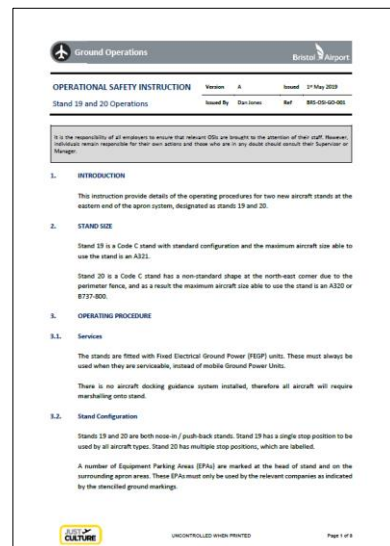 Ground Operations
Bristol Airport
OPERATIONAL SAFETY INSTRUCTION
Version A Issued 1st May 2019
Stand 19 and 20 Operations
Issued By Dan Jones Ref BRS-OSI-GO-001
It is the responsibility of all employers to ensure that relevant OSIs are brought to the attention of their staff. However,
individuals remain responsible for their own actions and those who are in any doubt should consult their Supervisor or
Manager.
1. INTRODUCTION
This instruction provide details of the operating procedures for two new aircraft stands at the
eastern end of the apron system, designated as stands 19 and 20.
2. STAND SIZE
Stand 19 is a Code C stand with standard configuration and the maximum aircraft size able to
use the stand is an A321.
Stand 20 is a Code C stand has a non-standard shape at the north-east corner due to the
perimeter fence, and as a result the maximum aircraft size able to use the stand is an A320 or
B737-800.
3. OPERATING PROCEDURE
3.1. Services
The stands are fitted with Fixed Electrical Ground Power (FEGP) units. These must always be
used when they are serviceable, instead of mobile Ground Power Units.
There is no aircraft docking guidance system installed, therefore all aircraft will require
marshalling onto stand.
3.2. Stand Configuration
Stands 19 and 20 are both nose-in / push-back stands. Stand 19 has a single stop position to be
used by all aircraft types. Stand 20 has multiple stop positions, which are labelled.
A number of Equipment Parking Areas (EPAs) are marked at the head of stand and on the
surrounding apron areas. These EPAs must only be used by the relevant companies as indicated
by the stencilled ground markings.
JUST
CULTURE
UNCONTROLLED WHEN PRINTED
Page 1 of 8